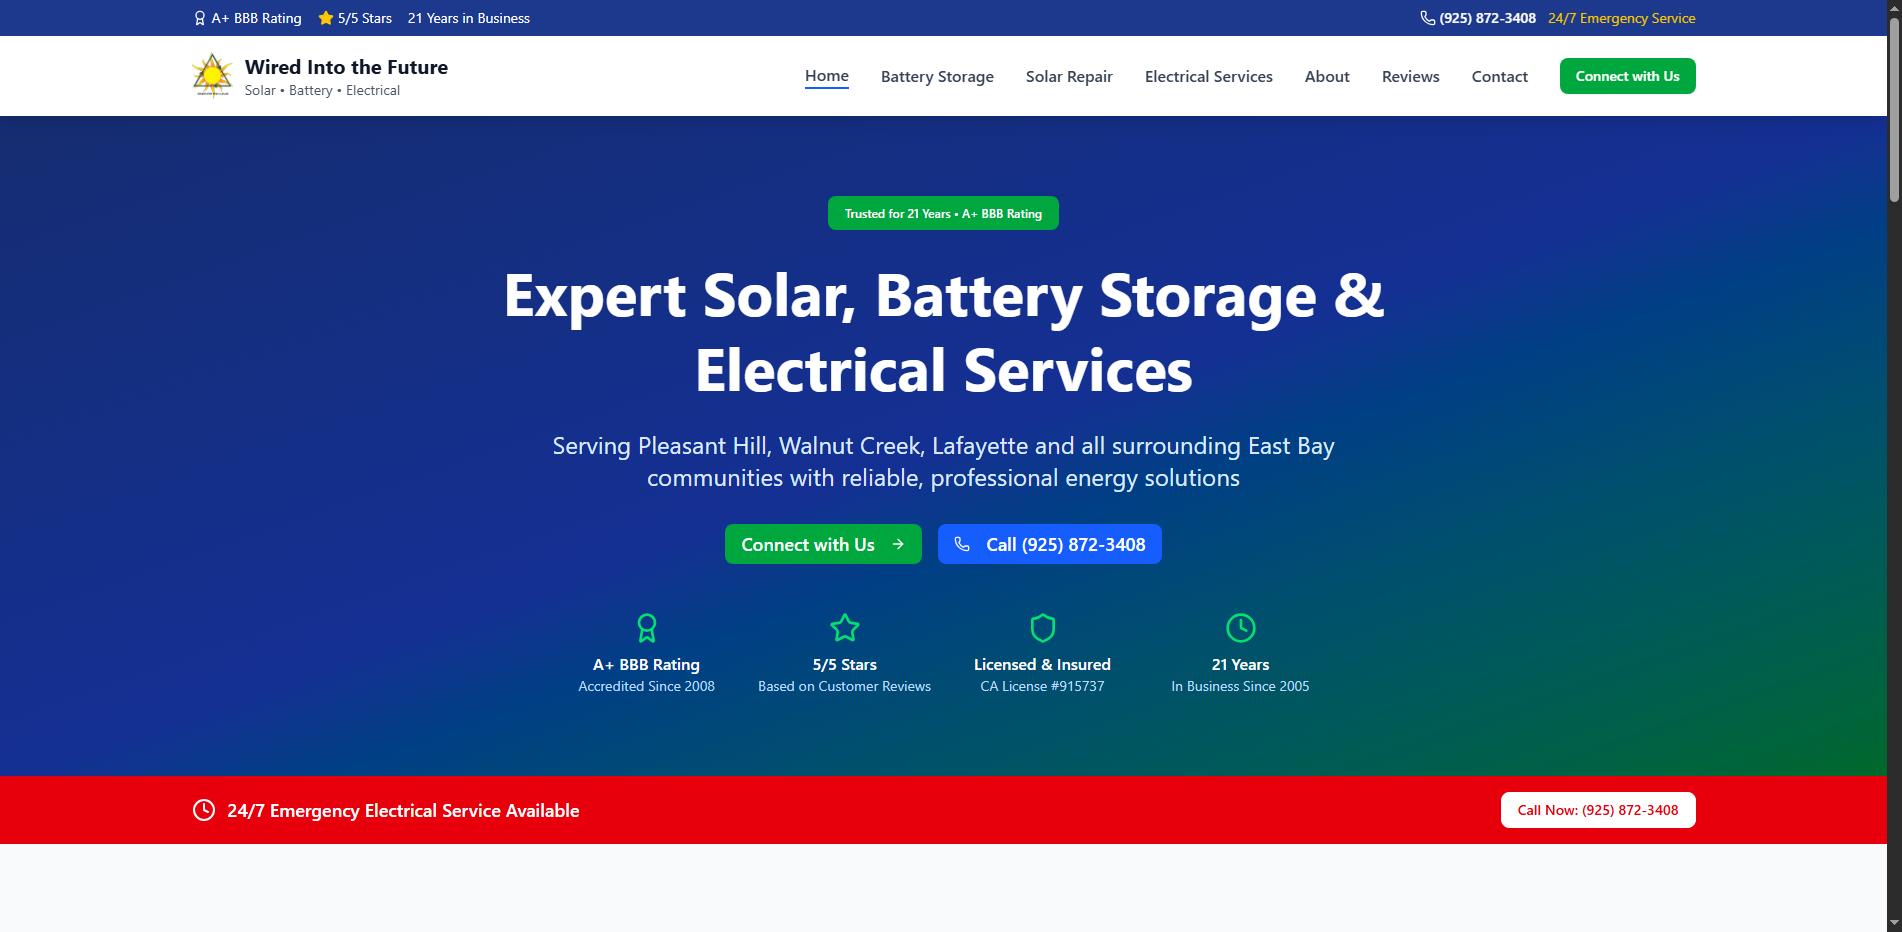 A+ BBB Rating 5/5 Stars 21 Years in Business
(925) 872-3408 24/7 Emergency Service
Wired Into the Future
Solar • Battery • Electrical
Home Battery Storage Solar Repair Electrical Services About Reviews Contact Connect with Us
Trusted for 21 Years • A+ BBB Rating
Expert Solar, Battery Storage &
Electrical Services
Serving Pleasant Hill, Walnut Creek, Lafayette and all surrounding East Bay
communities with reliable, professional energy solutions
Connect with Us
Call (925) 872-3408
A+ BBB Rating
Accredited Since 2008
5/5 Stars
Based on Customer Reviews
Licensed & Insured
CA License #915737
21 Years
In Business Since 2005
24/7 Emergency Electrical Service Available
Call Now: (925) 872-3408